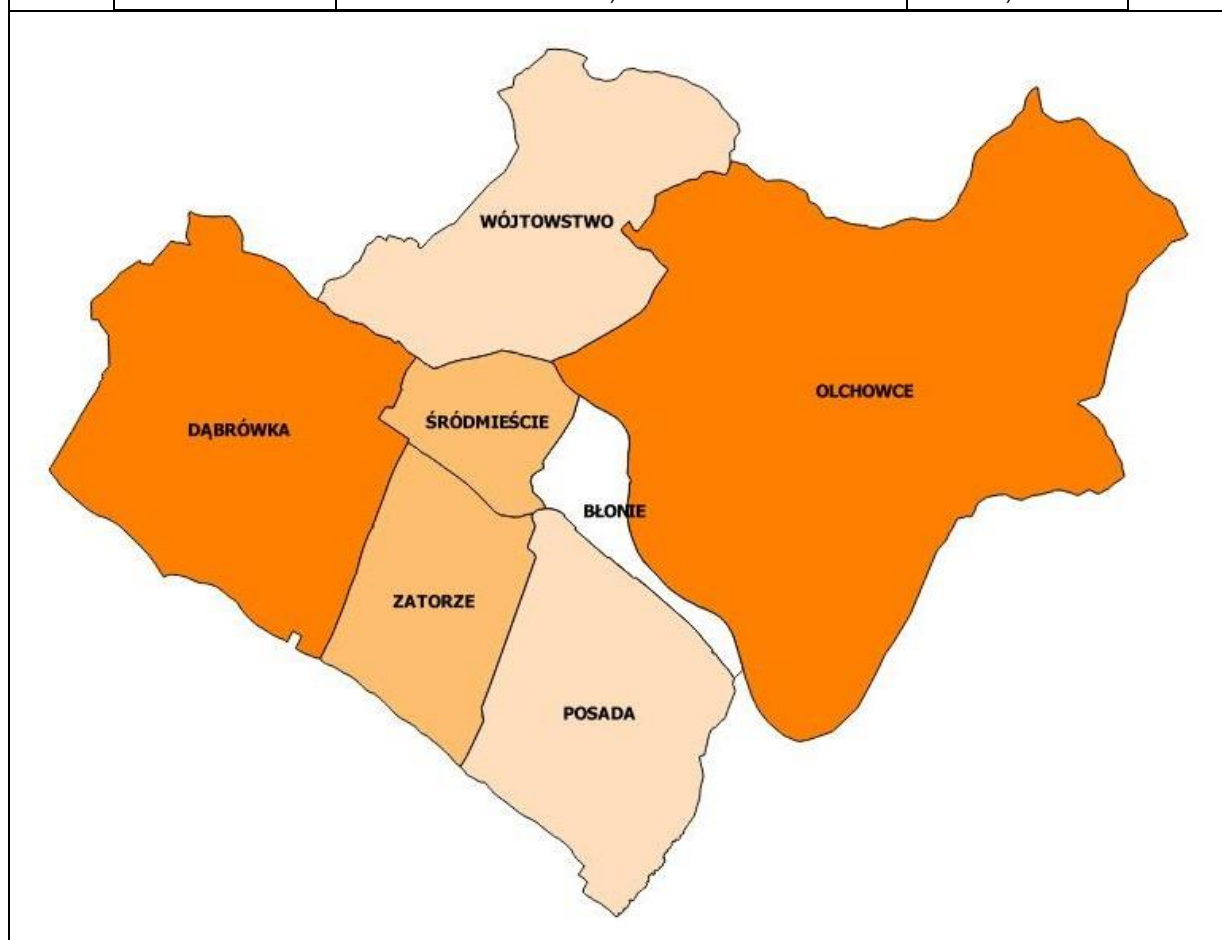 WÓJTOWSTWO
OLCHOWCE
ŚRÓDMIEŚCIE
DĄBRÓWKA
BŁONIE
ZATORZE
POSADA